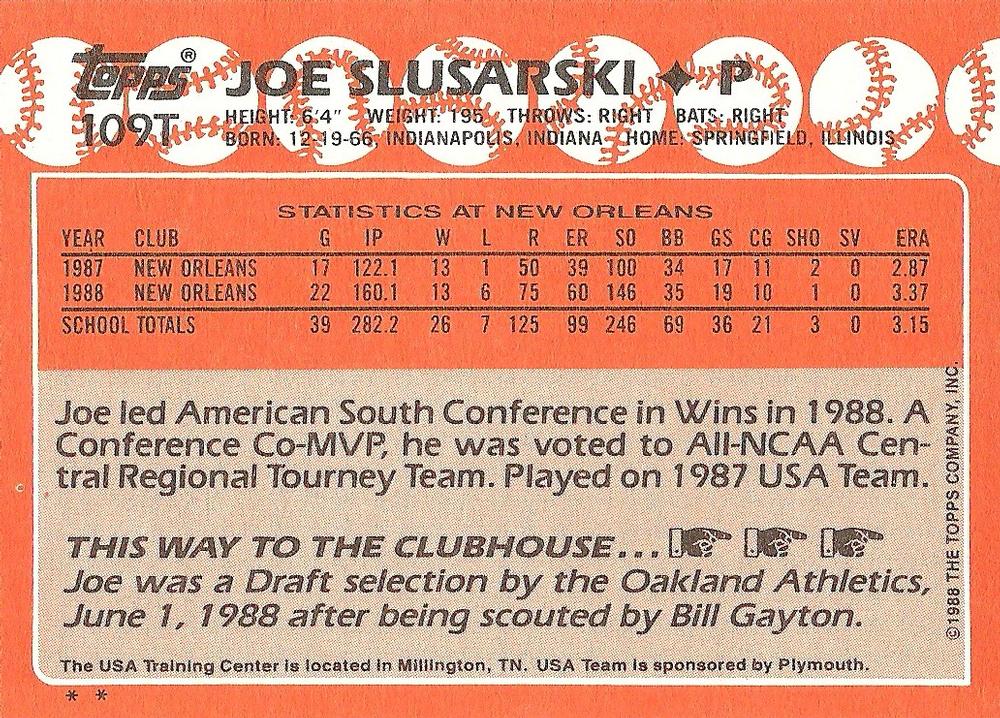 Topps®
JOE SLUSARSKI ✦ P
109T
HEIGHT: 6'4" WEIGHT: 195 THROWS: RIGHT BATS: RIGHT
BORN: 12-19-66, INDIANAPOLIS, INDIANA HOME: SPRINGFIELD, ILLINOIS
STATISTICS AT NEW ORLEANS
YEAR CLUB G IP W L R ER SO BB GS CG SHO SV ERA
1987 NEW ORLEANS 17 122.1 13 1 50 39 100 34 17 11 2 0 2.87
1988 NEW ORLEANS 22 160.1 13 6 75 60 146 35 19 10 1 0 3.37
SCHOOL TOTALS 39 282.2 26 7 125 99 246 69 36 21 3 0 3.15
Joe led American South Conference in Wins in 1988. A
Conference Co-MVP, he was voted to All-NCAA Cen-
tral Regional Tourney Team. Played on 1987 USA Team.
THIS WAY TO THE CLUBHOUSE...
Joe was a Draft selection by the Oakland Athletics,
June 1, 1988 after being scouted by Bill Gayton.
The USA Training Center is located in Millington, TN. USA Team is sponsored by Plymouth.
* *
©1988 THE TOPPS COMPANY, INC.